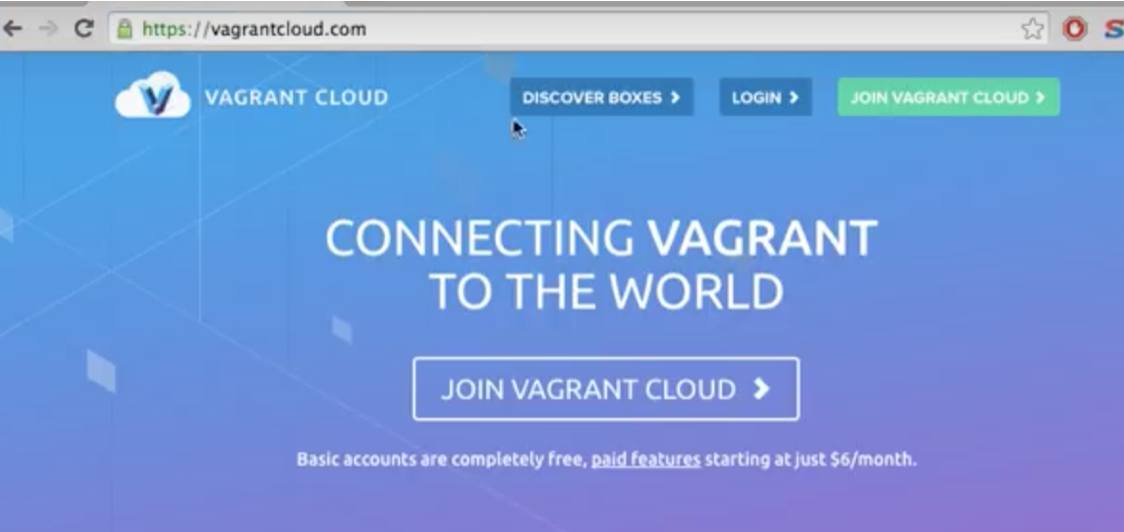 https://vagrantcloud.com
VAGRANT CLOUD
DISCOVER BOXES
LOGIN
JOIN VAGRANT CLOUD
CONNECTING VAGRANT
TO THE WORLD
JOIN VAGRANT CLOUD
Basic accounts are completely free, paid features starting at just $6/month.